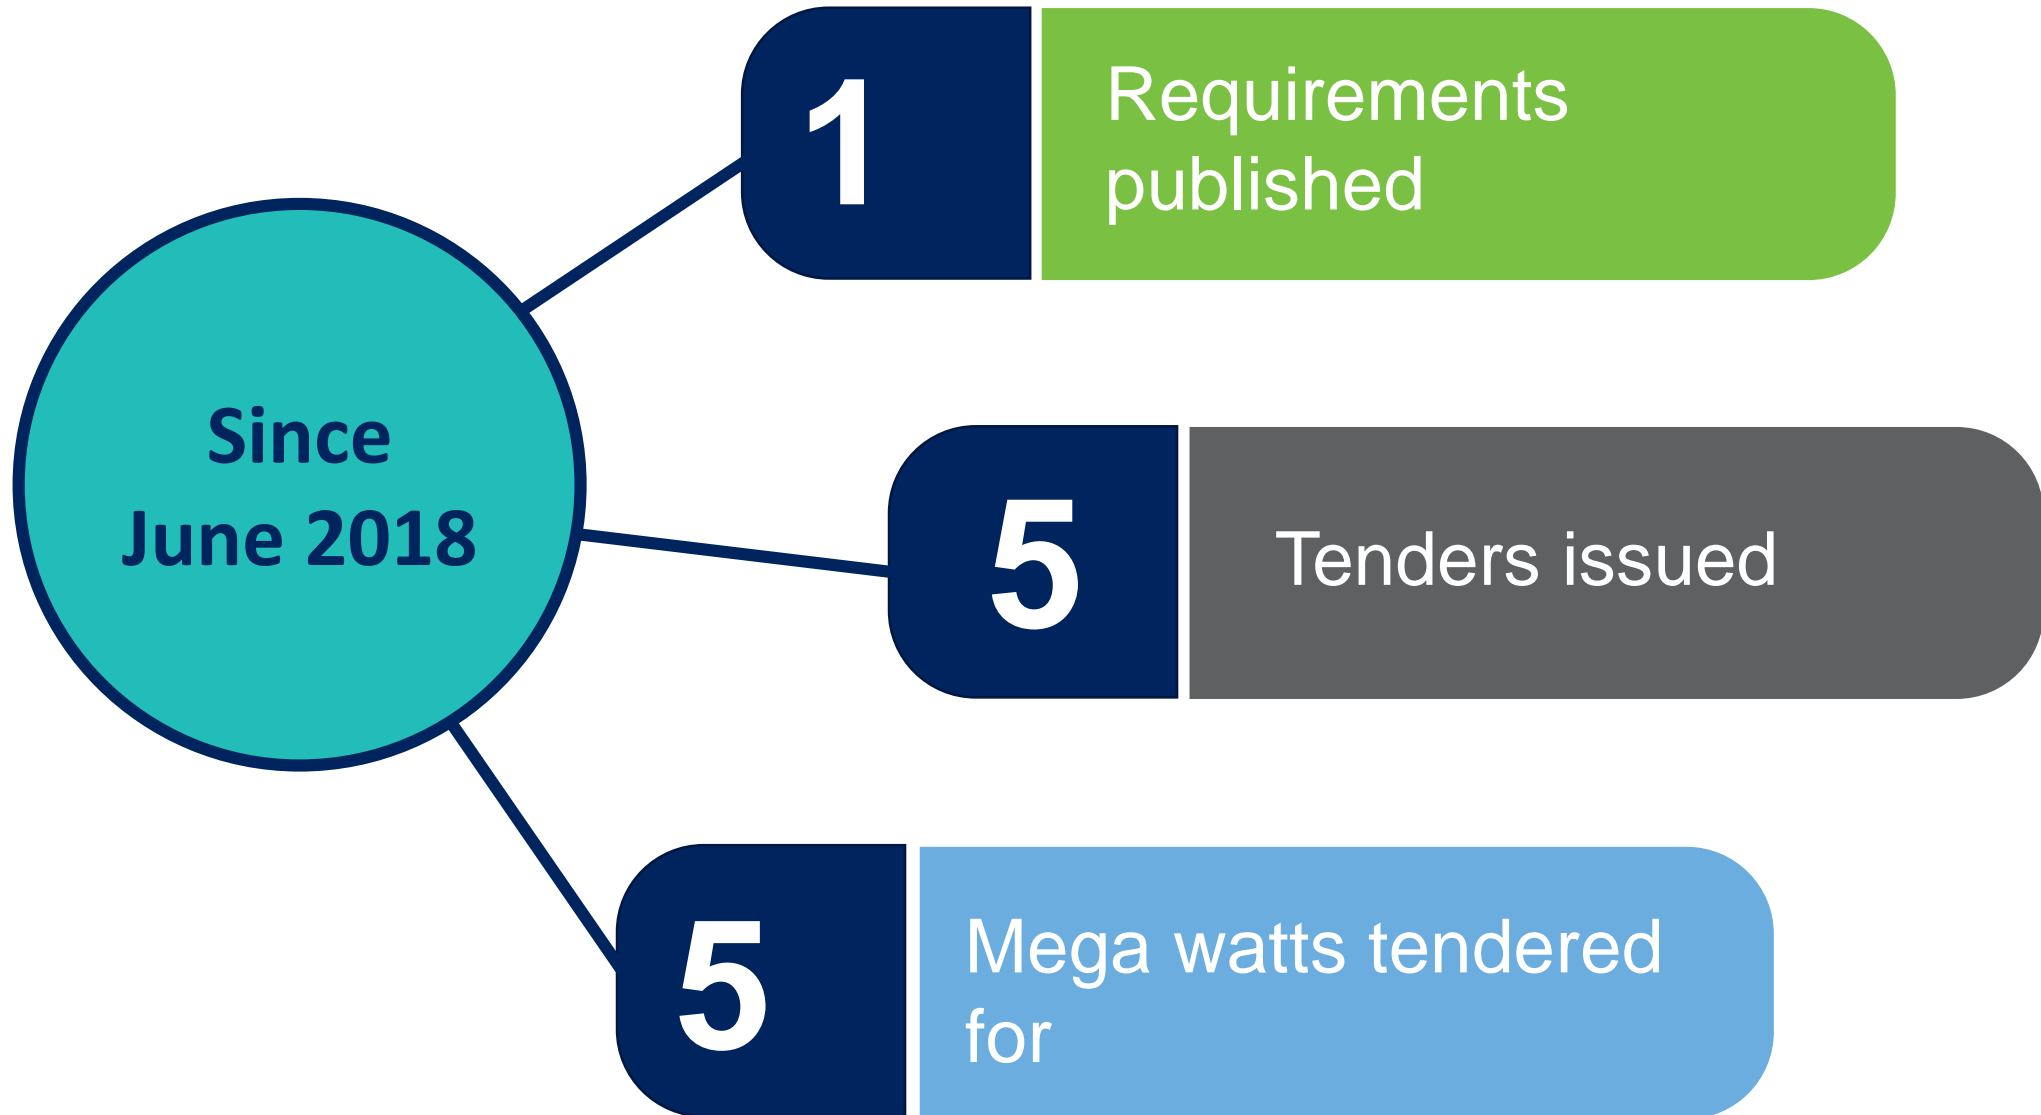 Since
June 2018
1
Requirements
published
5
Tenders issued
5
Mega watts tendered
for